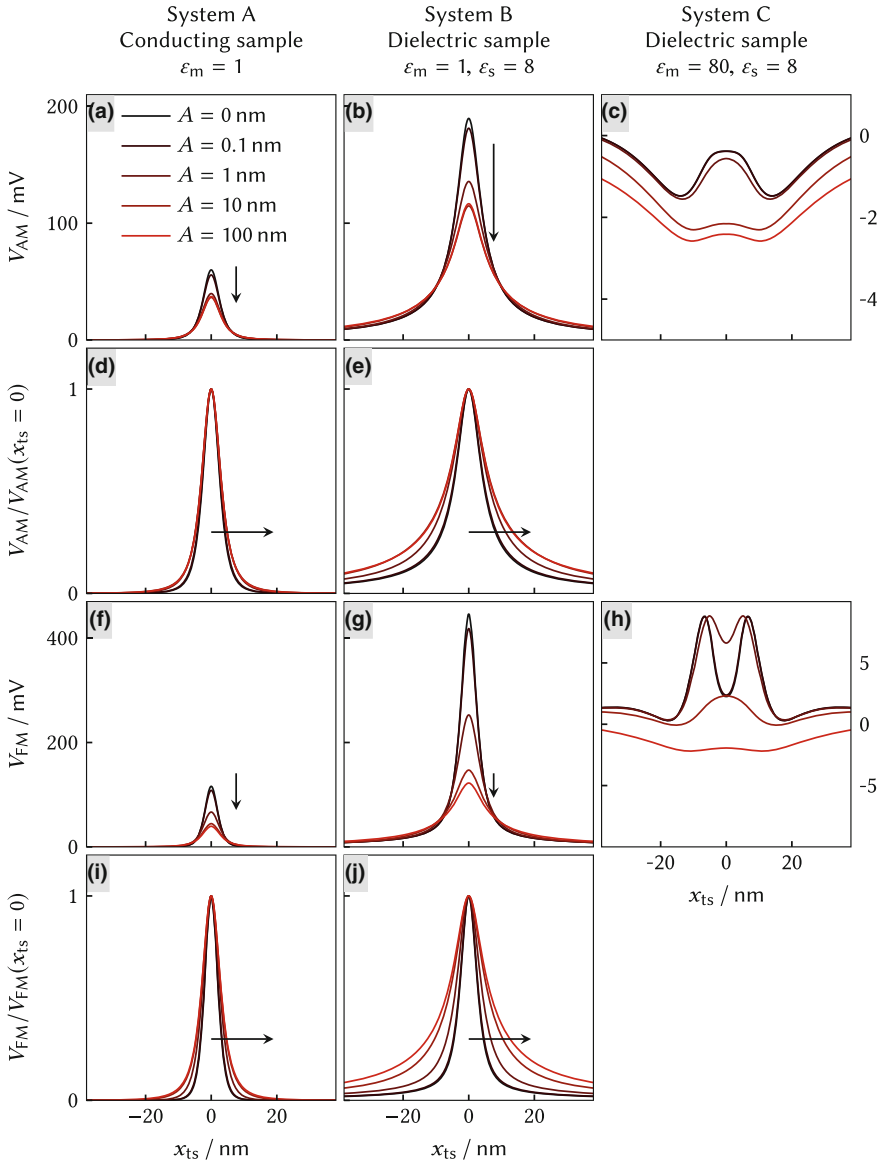 System A
Conducting sample
εm = 1
System B
Dielectric sample
εm = 1, εs = 8
System C
Dielectric sample
εm = 80, εs = 8
(a)
A = 0 nm
A = 0.1 nm
A = 1 nm
A = 10 nm
A = 100 nm
200
100
0
VAM / mV
(b)
(c)
0
-2
-4
(d)
1
0
VAM/VAM(xts = 0)
(e)
(f)
400
200
0
VFM / mV
(g)
(h)
5
0
-5
-20 0 20
xts / nm
(i)
1
0
VFM/VFM(xts = 0)
−20 0 20
xts / nm
(j)
−20 0 20
xts / nm